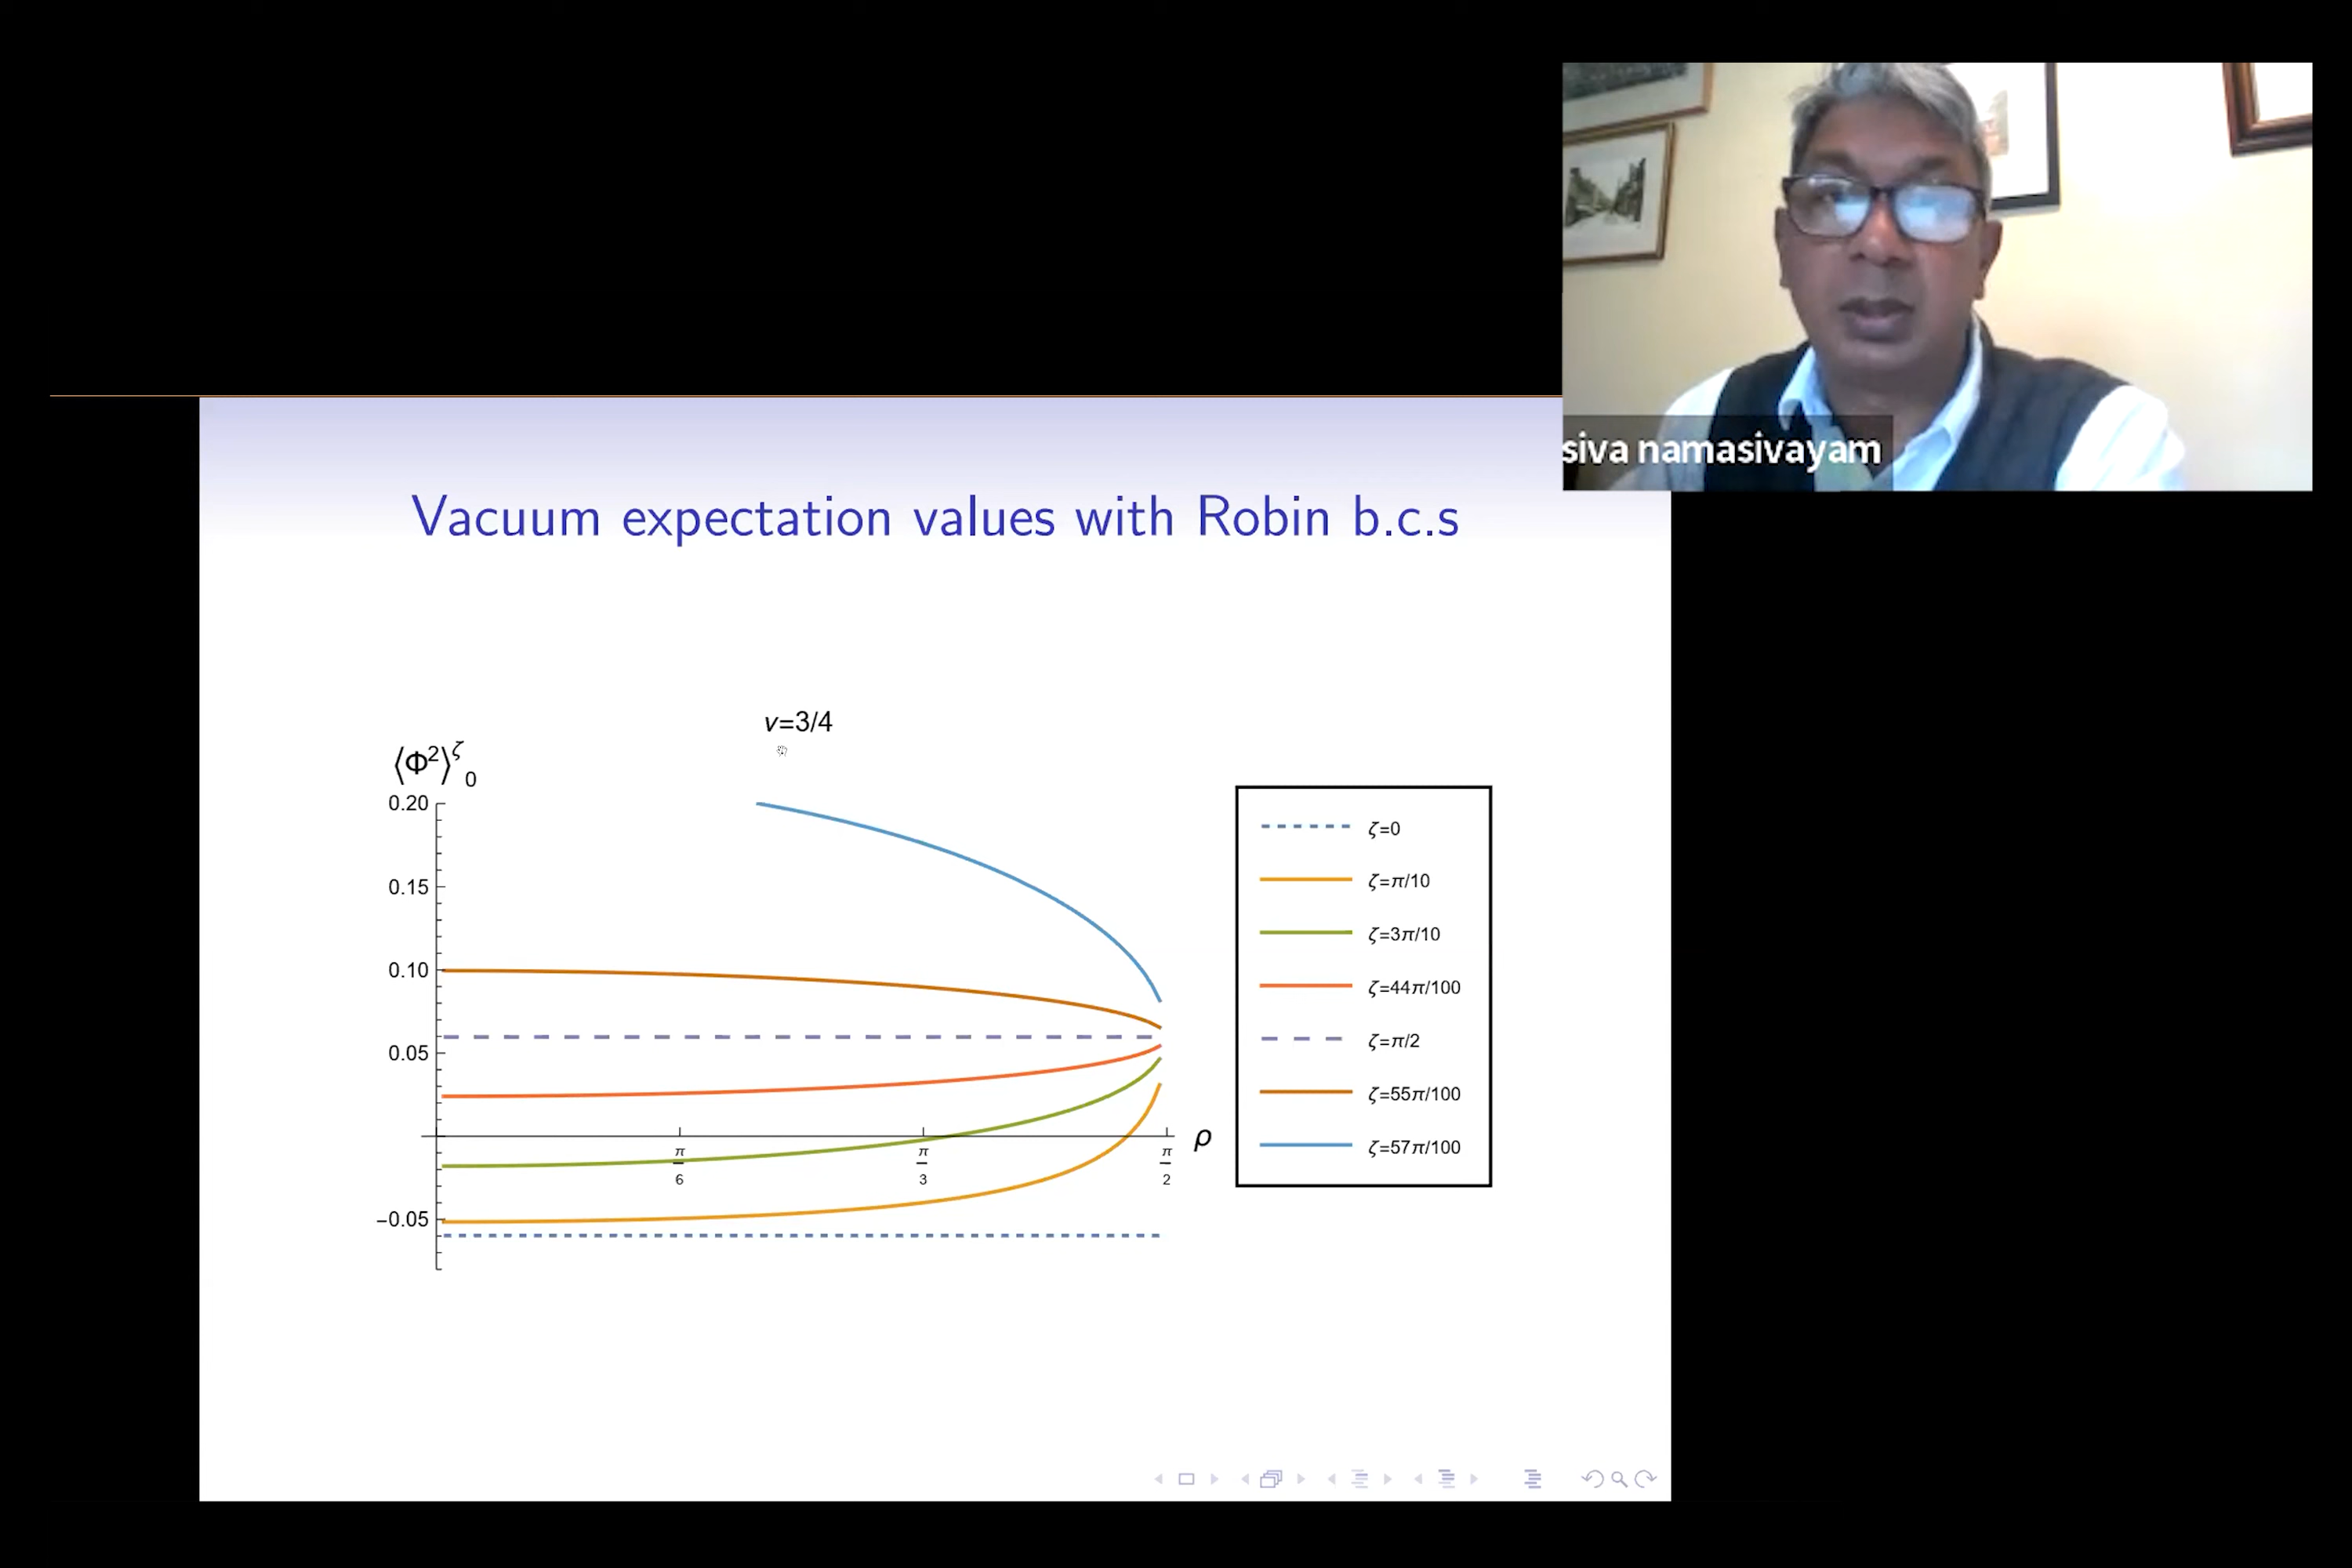 siva namasivayam
Vacuum expectation values with Robin b.c.s
ν=3/4
⟨Φ²⟩^ζ_0
0.20
0.15
0.10
0.05
−0.05
π/6
π/3
π/2
ρ
ζ=0
ζ=π/10
ζ=3π/10
ζ=44π/100
ζ=π/2
ζ=55π/100
ζ=57π/100